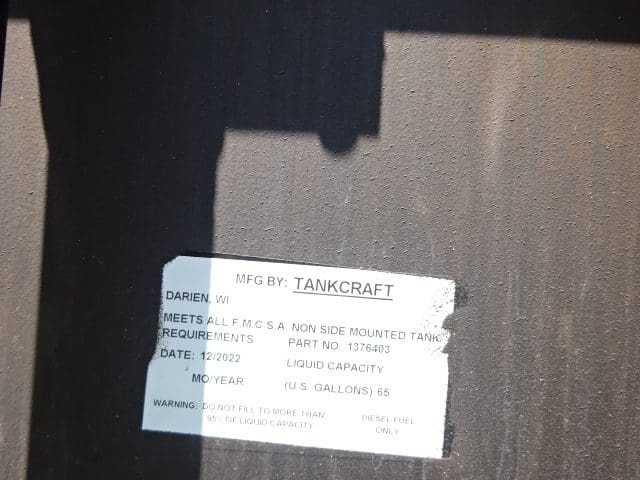 MFG BY: TANKCRAFT
DARIEN, WI
MEETS ALL F.M.C.S.A. NON SIDE MOUNTED TANK
REQUIREMENTS PART NO. 1376403
DATE: 12/2022 LIQUID CAPACITY
MO/YEAR (U.S. GALLONS) 65
WARNING: DO NOT FILL TO MORE THAN DIESEL FUEL
95% OF LIQUID CAPACITY ONLY